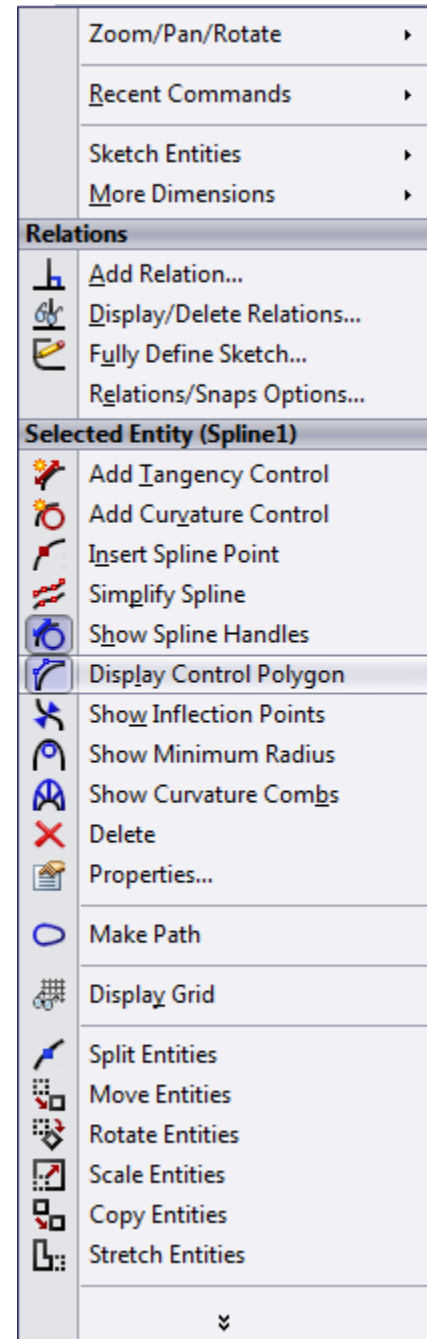 Zoom/Pan/Rotate
Recent Commands
Sketch Entities
More Dimensions
Relations
Add Relation...
Display/Delete Relations...
Fully Define Sketch...
Relations/Snaps Options...
Selected Entity (Spline1)
Add Tangency Control
Add Curvature Control
Insert Spline Point
Simplify Spline
Show Spline Handles
Display Control Polygon
Show Inflection Points
Show Minimum Radius
Show Curvature Combs
Delete
Properties...
Make Path
Display Grid
Split Entities
Move Entities
Rotate Entities
Scale Entities
Copy Entities
Stretch Entities